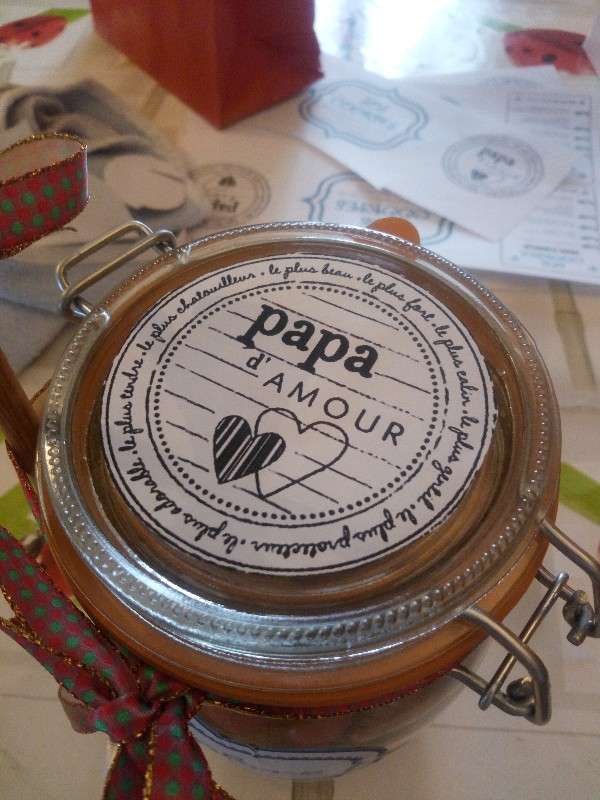 papa
d'AMOUR
le plus beau • le plus fort • le plus calin • le plus gentil • le plus protecteur • le plus adorable • le plus tendre • le plus chatouilleur •
papa